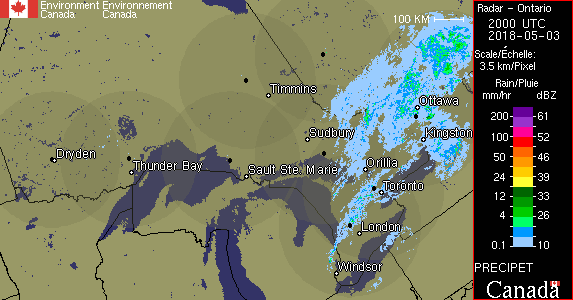 Environment Environnement
Canada Canada
100 KM
Timmins
Ottawa
Sudbury
Kingston
Dryden
Thunder Bay
Sault Ste. Marie
Orillia
Toronto
London
Windsor
Radar - Ontario
2000 UTC
2018-05-03
Scale/Échelle:
3.5 km/Pixel
Rain/Pluie
mm/hr dBZ
200 61
100 52
50 46
24 39
12 33
4 26
0.1 10
PRECIPET
Canada